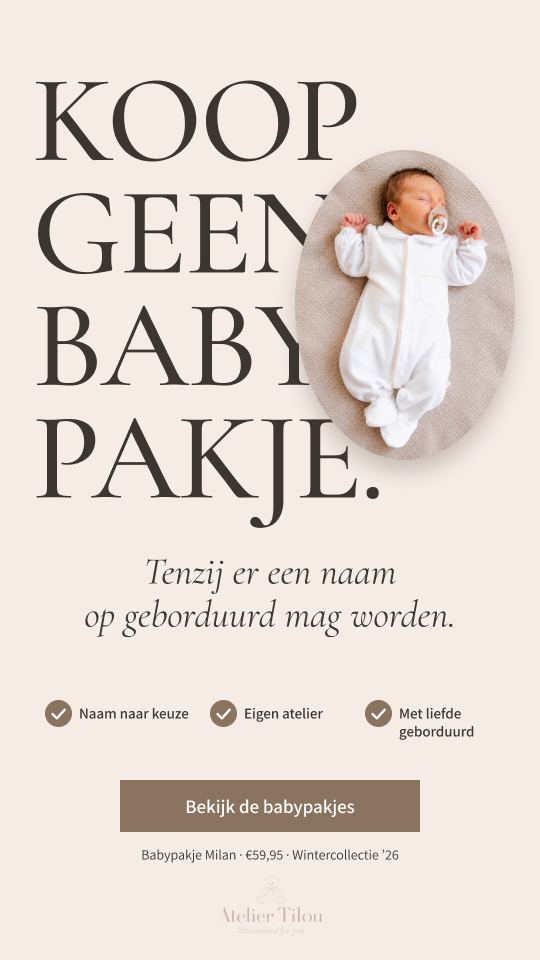 KOOP
GEEN
BABY
PAKJE.
Tenzij er een naam
op geborduurd mag worden.
Naam naar keuze
Eigen atelier
Met liefde
geborduurd
Bekijk de babypakjes
Babypakje Milan · €59,95 · Wintercollectie ’26
Atelier Tilou
Personalised for you